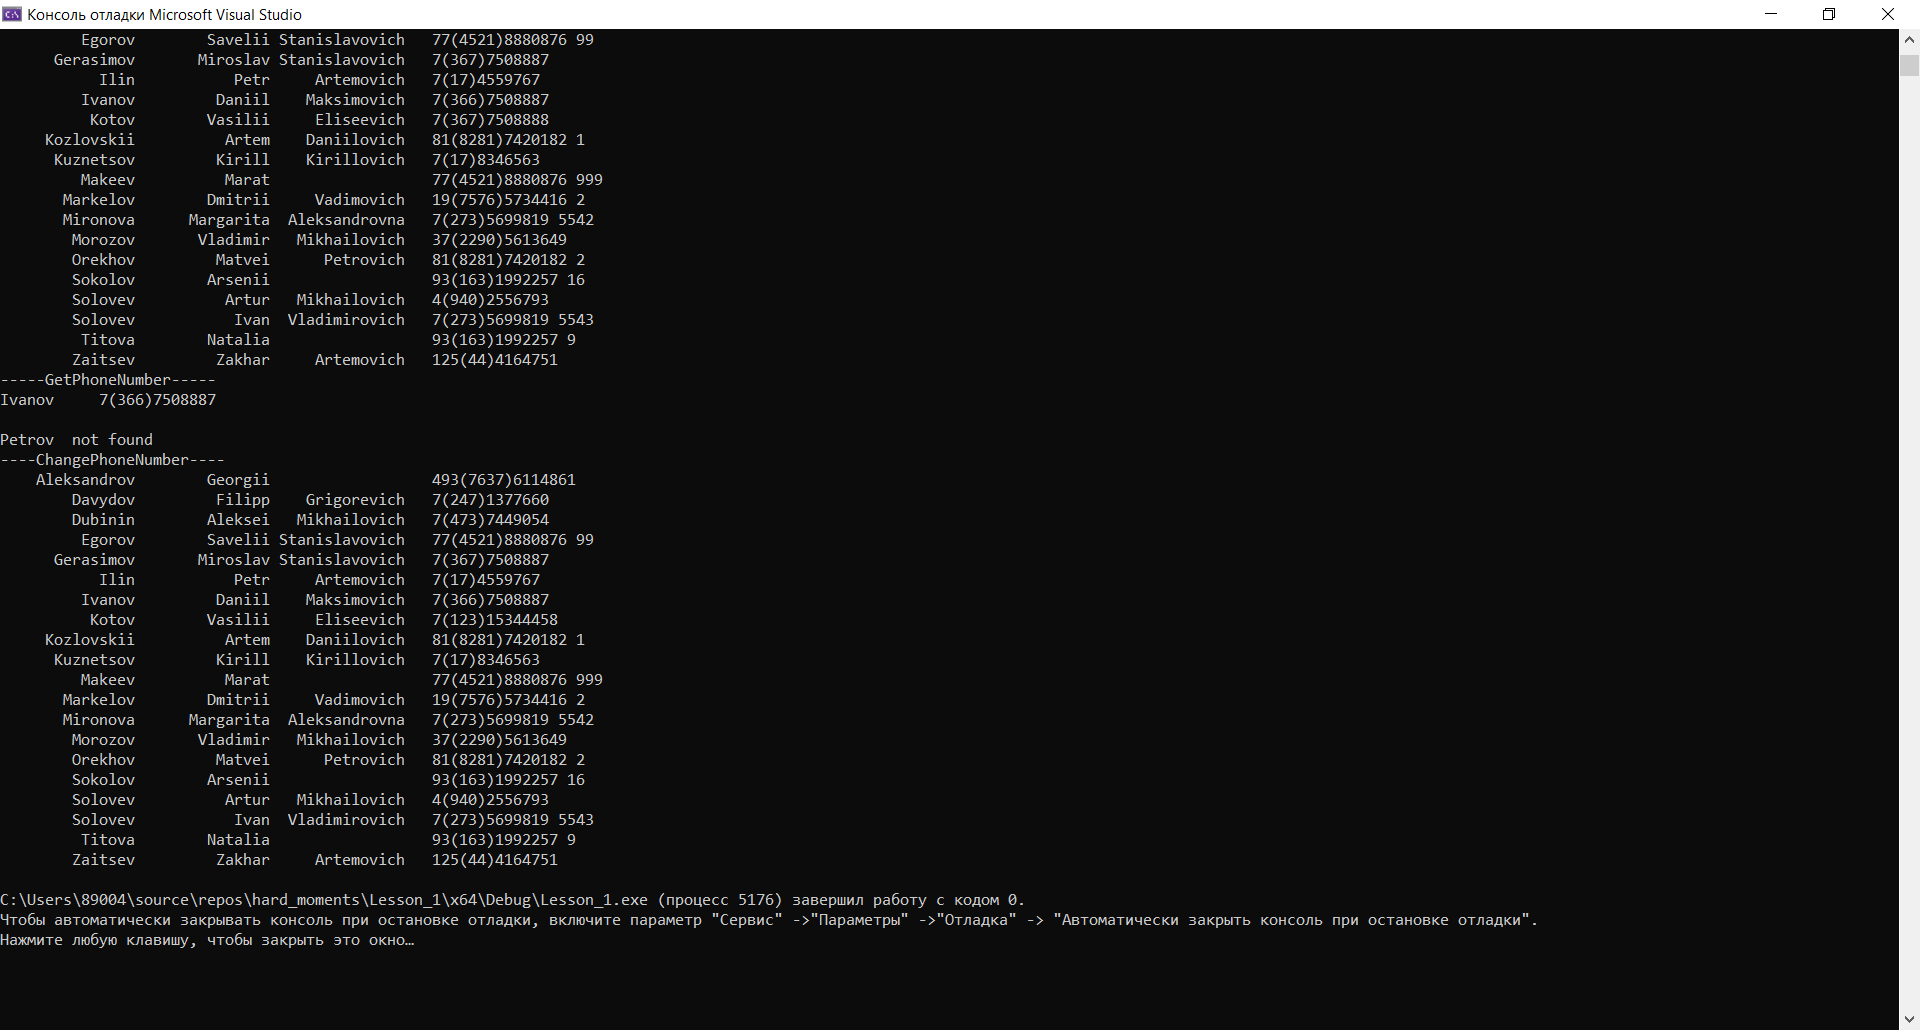 Консоль отладки Microsoft Visual Studio
Egorov Savelii Stanislavovich 77(4521)8880876 99
Gerasimov Miroslav Stanislavovich 7(367)7508887
Ilin Petr Artemovich 7(17)4559767
Ivanov Daniil Maksimovich 7(366)7508887
Kotov Vasilii Eliseevich 7(367)7508888
Kozlovskii Artem Daniilovich 81(8281)7420182 1
Kuznetsov Kirill Kirillovich 7(17)8346563
Makeev Marat 77(4521)8880876 999
Markelov Dmitrii Vadimovich 19(7576)5734416 2
Mironova Margarita Aleksandrovna 7(273)5699819 5542
Morozov Vladimir Mikhailovich 37(2290)5613649
Orekhov Matvei Petrovich 81(8281)7420182 2
Sokolov Arsenii 93(163)1992257 16
Solovev Artur Mikhailovich 4(940)2556793
Solovev Ivan Vladimirovich 7(273)5699819 5543
Titova Natalia 93(163)1992257 9
Zaitsev Zakhar Artemovich 125(44)4164751
-----GetPhoneNumber-----
Ivanov 7(366)7508887
Petrov not found
----ChangePhoneNumber----
Aleksandrov Georgii 493(7637)6114861
Davydov Filipp Grigorevich 7(247)1377660
Dubinin Aleksei Mikhailovich 7(473)7449054
Egorov Savelii Stanislavovich 77(4521)8880876 99
Gerasimov Miroslav Stanislavovich 7(367)7508887
Ilin Petr Artemovich 7(17)4559767
Ivanov Daniil Maksimovich 7(366)7508887
Kotov Vasilii Eliseevich 7(123)15344458
Kozlovskii Artem Daniilovich 81(8281)7420182 1
Kuznetsov Kirill Kirillovich 7(17)8346563
Makeev Marat 77(4521)8880876 999
Markelov Dmitrii Vadimovich 19(7576)5734416 2
Mironova Margarita Aleksandrovna 7(273)5699819 5542
Morozov Vladimir Mikhailovich 37(2290)5613649
Orekhov Matvei Petrovich 81(8281)7420182 2
Sokolov Arsenii 93(163)1992257 16
Solovev Artur Mikhailovich 4(940)2556793
Solovev Ivan Vladimirovich 7(273)5699819 5543
Titova Natalia 93(163)1992257 9
Zaitsev Zakhar Artemovich 125(44)4164751
C:\Users\89004\source\repos\hard_moments\Lesson_1\x64\Debug\Lesson_1.exe (процесс 5176) завершил работу с кодом 0.
Чтобы автоматически закрывать консоль при остановке отладки, включите параметр "Сервис" ->"Параметры" ->"Отладка" -> "Автоматически закрыть консоль при остановке отладки".
Нажмите любую клавишу, чтобы закрыть это окно…